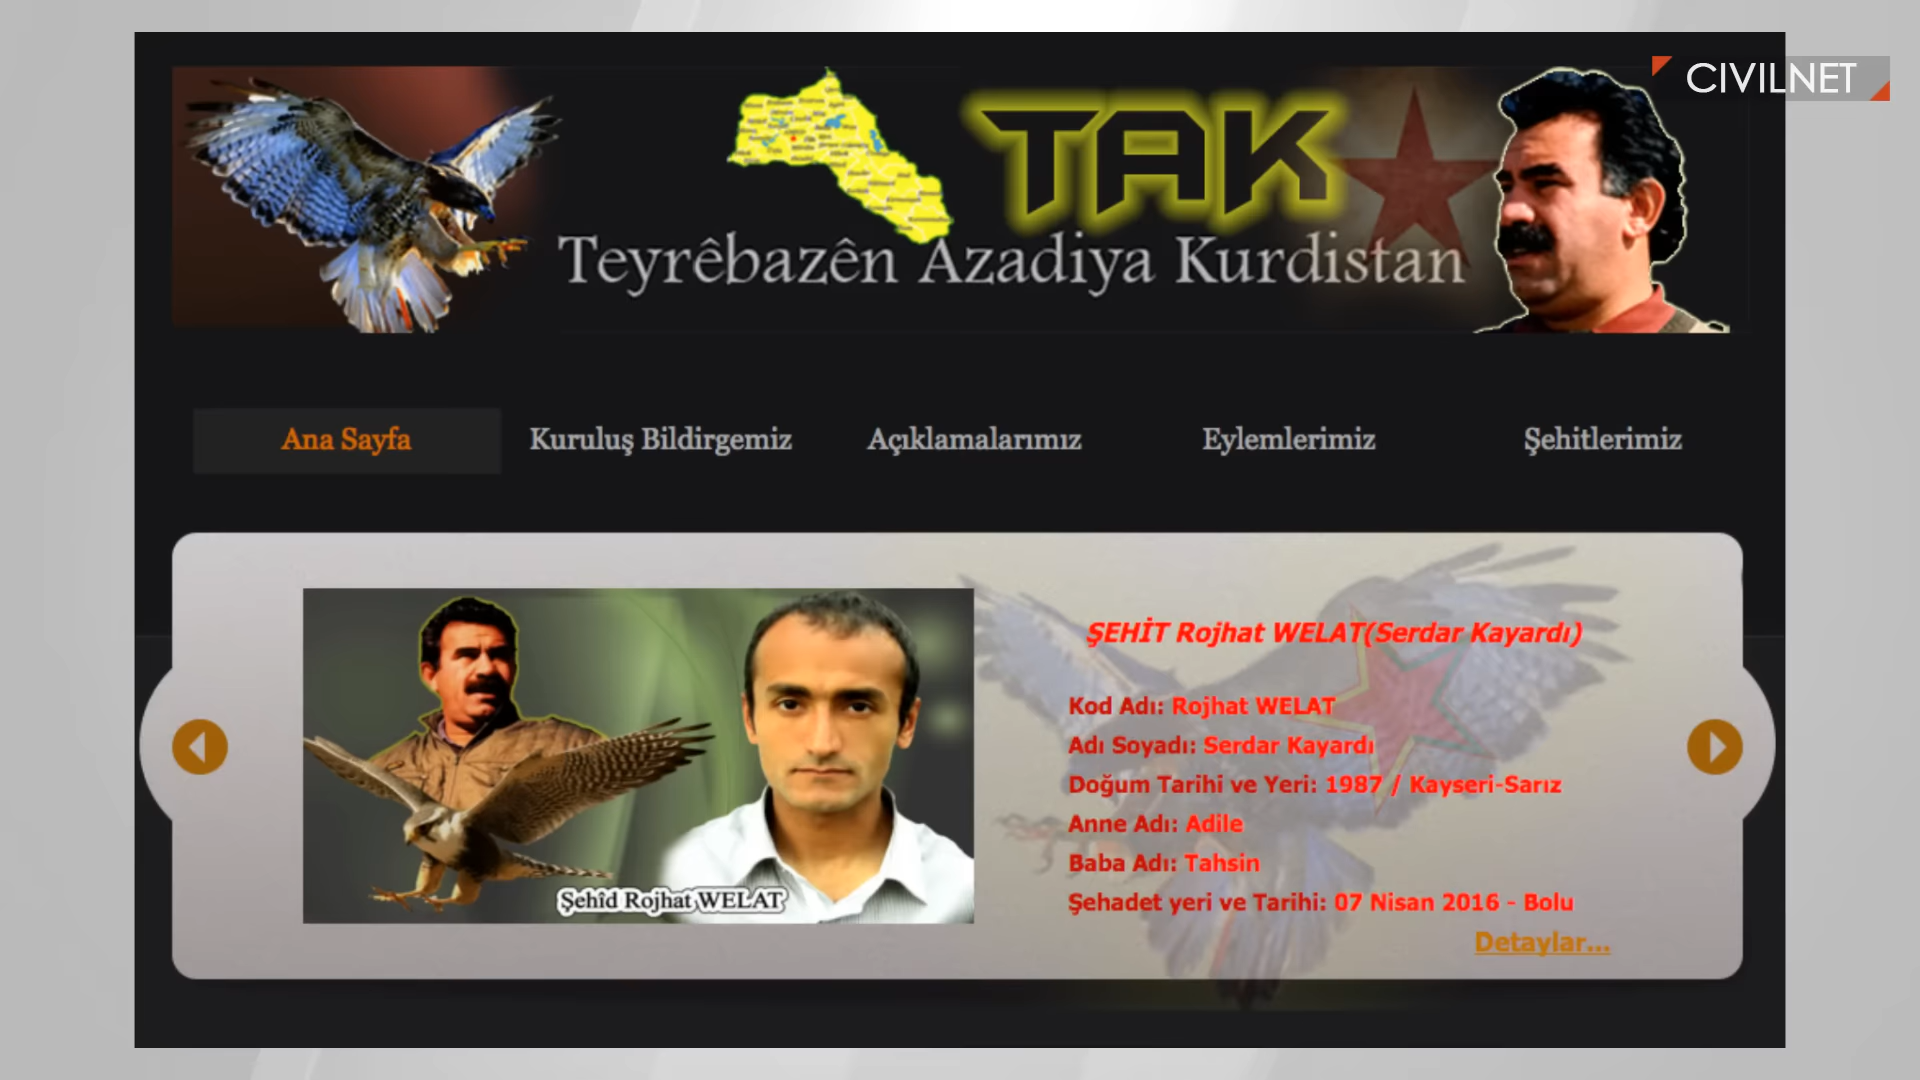 CIVILNET
TAK
Teyrêbazên Azadiya Kurdistan
Ana Sayfa
Kuruluş Bildirgemiz
Açıklamalarımız
Eylemlerimiz
Şehitlerimiz
ŞEHİT Rojhat WELAT(Serdar Kayardı)
Kod Adı: Rojhat WELAT
Adı Soyadı: Serdar Kayardı
Doğum Tarihi ve Yeri: 1987 / Kayseri-Sarız
Anne Adı: Adile
Baba Adı: Tahsin
Şehadet yeri ve Tarihi: 07 Nisan 2016 - Bolu
Detaylar...
Şehîd Rojhat WELAT